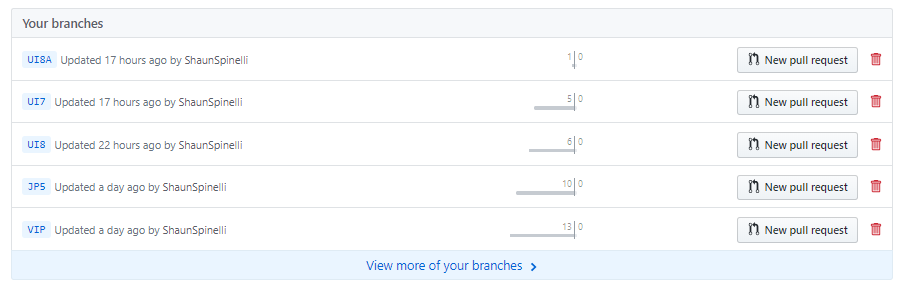 Your branches
UI8A Updated 17 hours ago by ShaunSpinelli 1 0 New pull request
UI7 Updated 17 hours ago by ShaunSpinelli 5 0 New pull request
UI8 Updated 22 hours ago by ShaunSpinelli 6 0 New pull request
JP5 Updated a day ago by ShaunSpinelli 10 0 New pull request
VIP Updated a day ago by ShaunSpinelli 13 0 New pull request
View more of your branches